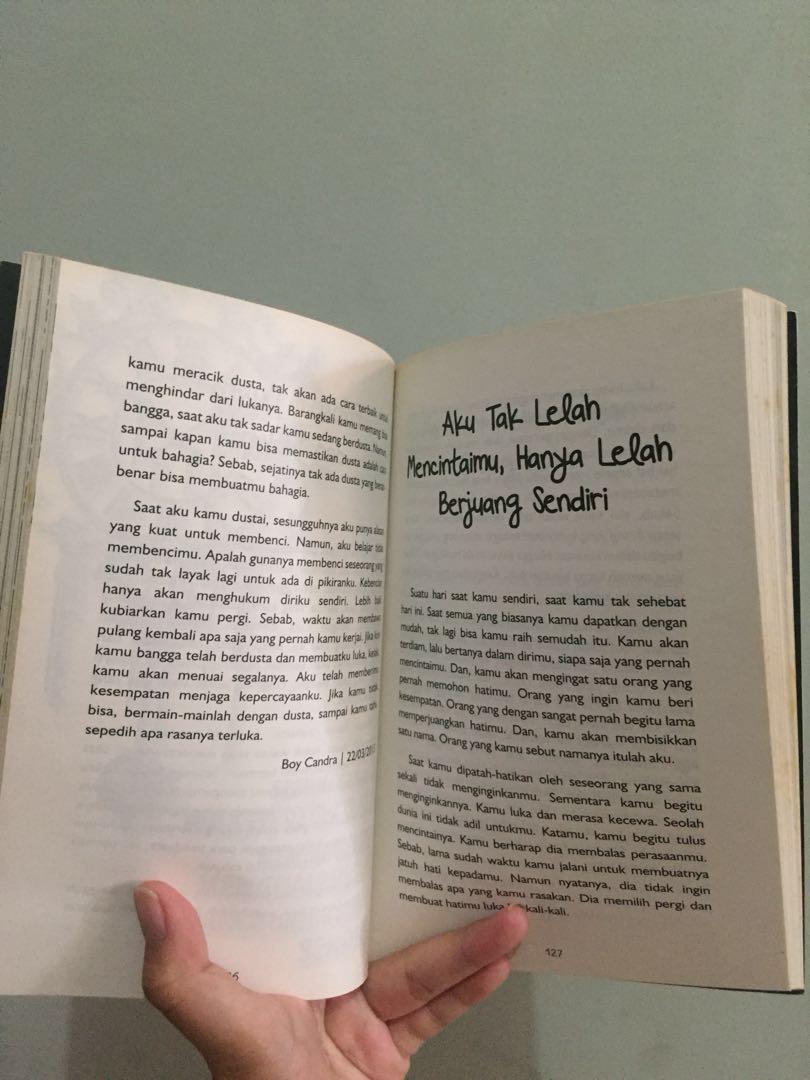 kamu meracik dusta, tak akan ada cara terbaik
menghindar dari lukanya. Barangkali kamu memang bisa
bangga, saat aku tak sadar kamu sedang berdusta. Namun,
sampai kapan kamu bisa memastikan dusta adalah cara
untuk bahagia? Sebab, sejatinya tak ada dusta yang benar-
benar bisa membuatmu bahagia.
Saat aku kamu dustai, sesungguhnya aku punya alasan
yang kuat untuk membenci. Namun, aku belajar tidak
membencimu. Apalah gunanya membenci seseorang yang
sudah tak layak lagi untuk ada di pikiranku. Kebencian
hanya akan menghukum diriku sendiri. Lebih baik
kubiarkan kamu pergi. Sebab, waktu akan membawa
pulang kembali apa saja yang pernah kamu kerjai. Jika kini
kamu bangga telah berdusta dan membuatku luka, kelak
kamu akan menuai segalanya. Aku telah memberimu
kesempatan menjaga kepercayaanku. Jika kamu tidak
bisa, bermain-mainlah dengan dusta, sampai kamu tahu
sepedih apa rasanya terluka.
Boy Candra | 22/03/
Aku Tak Lelah
Mencintaimu, Hanya Lelah
Berjuang Sendiri
Suatu hari saat kamu sendiri, saat kamu tak sehebat
hari ini. Saat semua yang biasanya kamu dapatkan dengan
mudah, tak lagi bisa kamu raih semudah itu. Kamu akan
terdiam, lalu bertanya dalam dirimu, siapa saja yang pernah
mencintaimu. Dan, kamu akan mengingat satu orang yang
pernah memohon hatimu. Orang yang ingin kamu beri
kesempatan. Orang yang dengan sangat pernah begitu lama
memperjuangkan hatimu. Dan, kamu akan membisikkan
satu nama. Orang yang kamu sebut namanya itulah aku.
Saat kamu dipatah-hatikan oleh seseorang yang sama
sekali tidak menginginkanmu. Sementara kamu begitu
menginginkannya. Kamu luka dan merasa kecewa. Seolah
dunia ini tidak adil untukmu. Katamu, kamu begitu tulus
mencintainya. Kamu berharap dia membalas perasaanmu.
Sebab, lama sudah waktu kamu jalani untuk membuatnya
jatuh hati kepadamu. Namun nyatanya, dia tidak ingin
membalas apa yang kamu rasakan. Dia memilih pergi dan
membuat hatimu luka kali-kali.
127